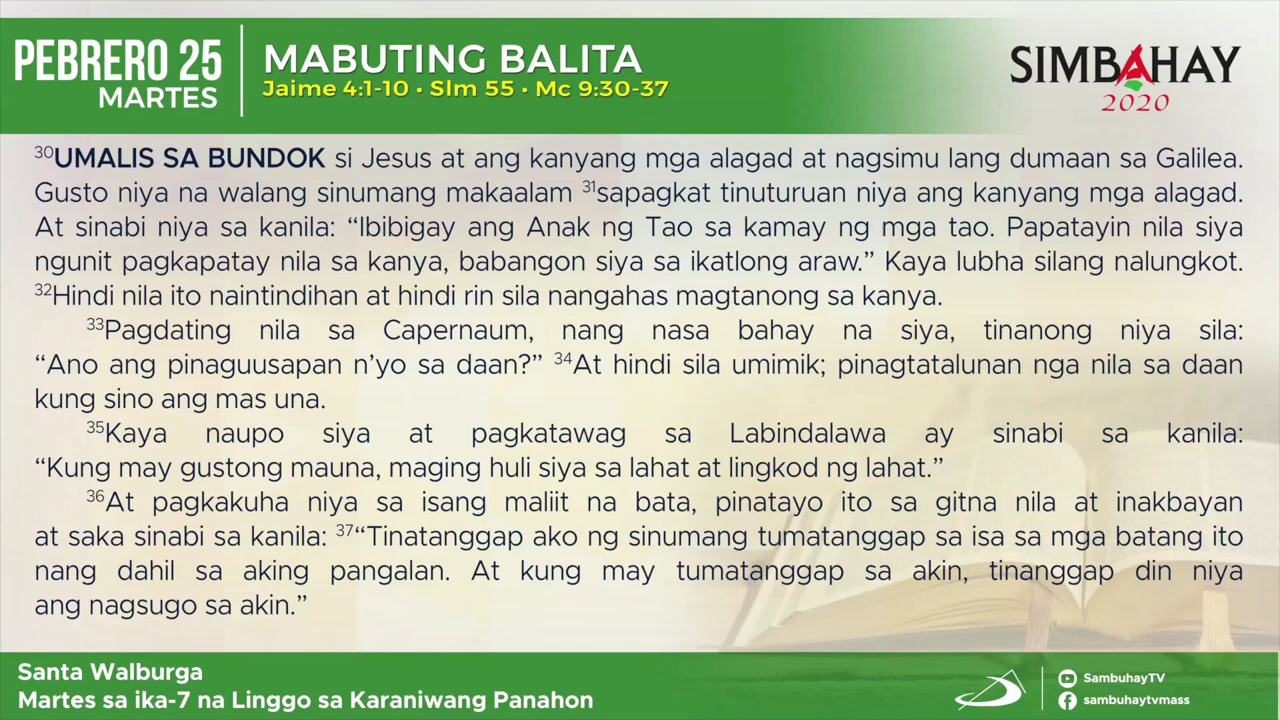 PEBRERO 25
MARTES
MABUTING BALITA
Jaime 4:1-10 • Slm 55 • Mc 9:30-37
SIMBAHAY
2020
30UMALIS SA BUNDOK si Jesus at ang kanyang mga alagad at nagsimu lang dumaan sa Galilea.
Gusto niya na walang sinumang makaalam 31sapagkat tinuturuan niya ang kanyang mga alagad.
At sinabi niya sa kanila: “Ibibigay ang Anak ng Tao sa kamay ng mga tao. Papatayin nila siya
ngunit pagkapatay nila sa kanya, babangon siya sa ikatlong araw.” Kaya lubha silang nalungkot.
32Hindi nila ito naintindihan at hindi rin sila nangahas magtanong sa kanya.
33Pagdating nila sa Capernaum, nang nasa bahay na siya, tinanong niya sila:
“Ano ang pinaguusapan n’yo sa daan?” 34At hindi sila umimik; pinagtatalunan nga nila sa daan
kung sino ang mas una.
35Kaya naupo siya at pagkatawag sa Labindalawa ay sinabi sa kanila:
“Kung may gustong mauna, maging huli siya sa lahat at lingkod ng lahat.”
36At pagkakuha niya sa isang maliit na bata, pinatayo ito sa gitna nila at inakbayan
at saka sinabi sa kanila: 37“Tinatanggap ako ng sinumang tumatanggap sa isa sa mga batang ito
nang dahil sa aking pangalan. At kung may tumatanggap sa akin, tinanggap din niya
ang nagsugo sa akin.”
Santa Walburga
Martes sa ika-7 na Linggo sa Karaniwang Panahon
SambuhayTV
sambuhaytvmass